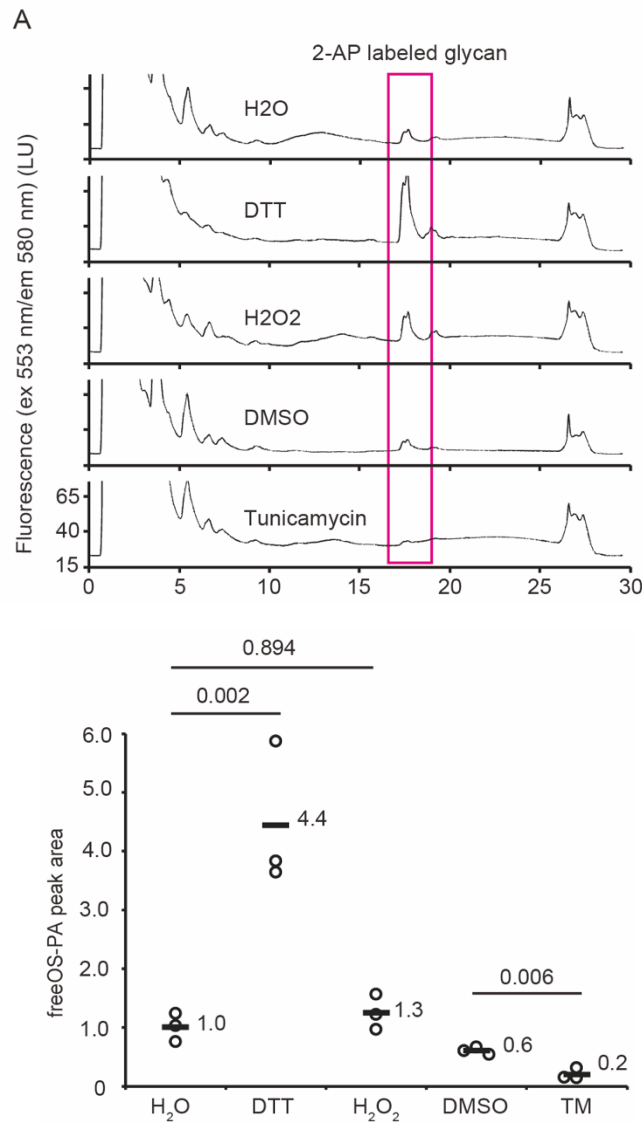 A
2-AP labeled glycan
H2O
DTT
H2O2
DMSO
Tunicamycin
Fluorescence (ex 553 nm/em 580 nm) (LU)
65
40
15
0 5 10 15 20 25 30
0.894
0.002
6.0
5.0
4.0
3.0
2.0
1.0
0
freeOS-PA peak area
1.0
4.4
1.3
0.6
0.006
0.2
H₂O DTT H₂O₂ DMSO TM